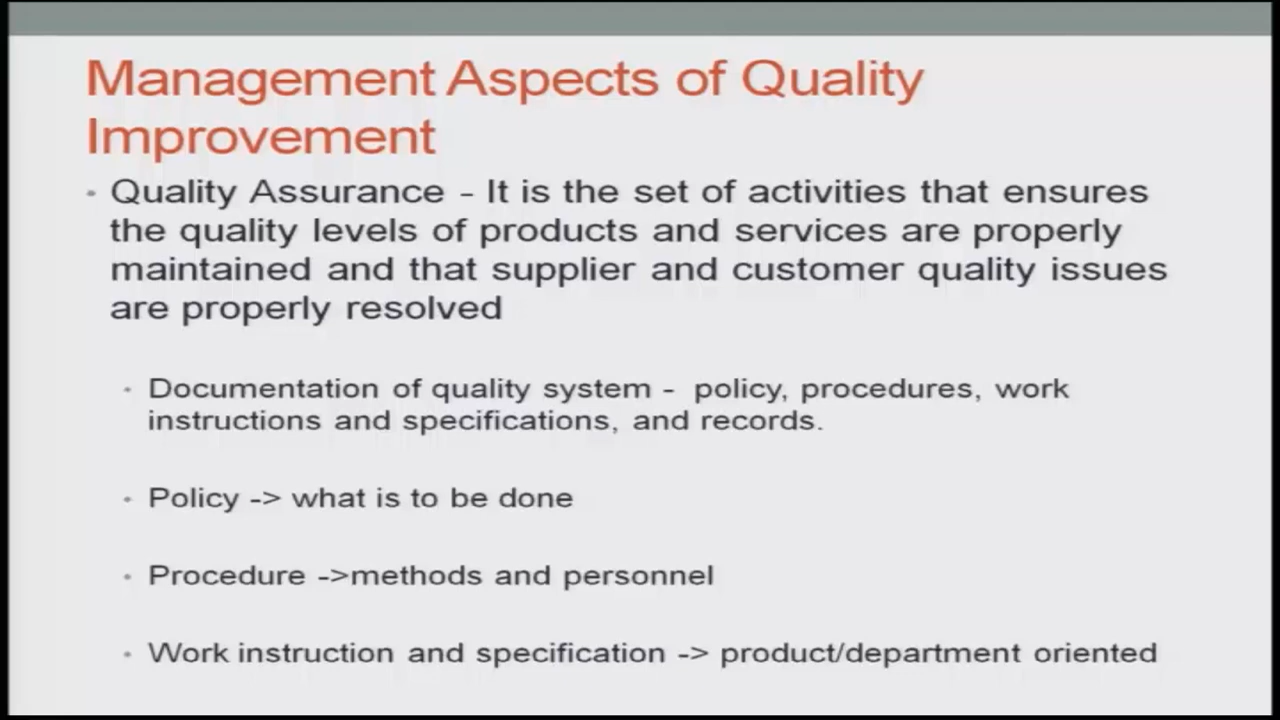 Management Aspects of Quality
Improvement
• Quality Assurance - It is the set of activities that ensures
the quality levels of products and services are properly
maintained and that supplier and customer quality issues
are properly resolved
• Documentation of quality system - policy, procedures, work
instructions and specifications, and records.
• Policy -> what is to be done
• Procedure ->methods and personnel
• Work instruction and specification -> product/department oriented